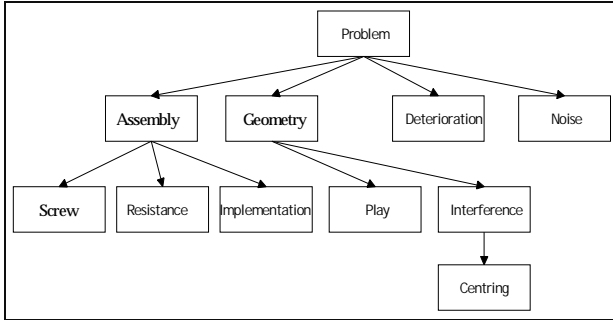 Problem
Assembly
Geometry
Deterioration
Noise
Screw
Resistance
Implementation
Play
Interference
Centring